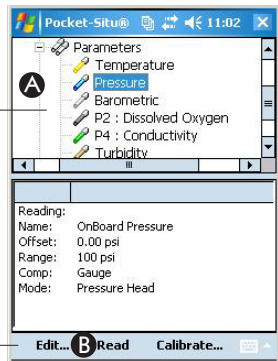 Pocket-Situ® 11:02
Parameters
Temperature
A
Pressure
Barometric
P2 : Dissolved Oxygen
P4 : Conductivity
Turbidity
Reading:
Name: OnBoard Pressure
Offset: 0.00 psi
Range: 100 psi
Comp: Gauge
Mode: Pressure Head
Edit... B Read Calibrate...